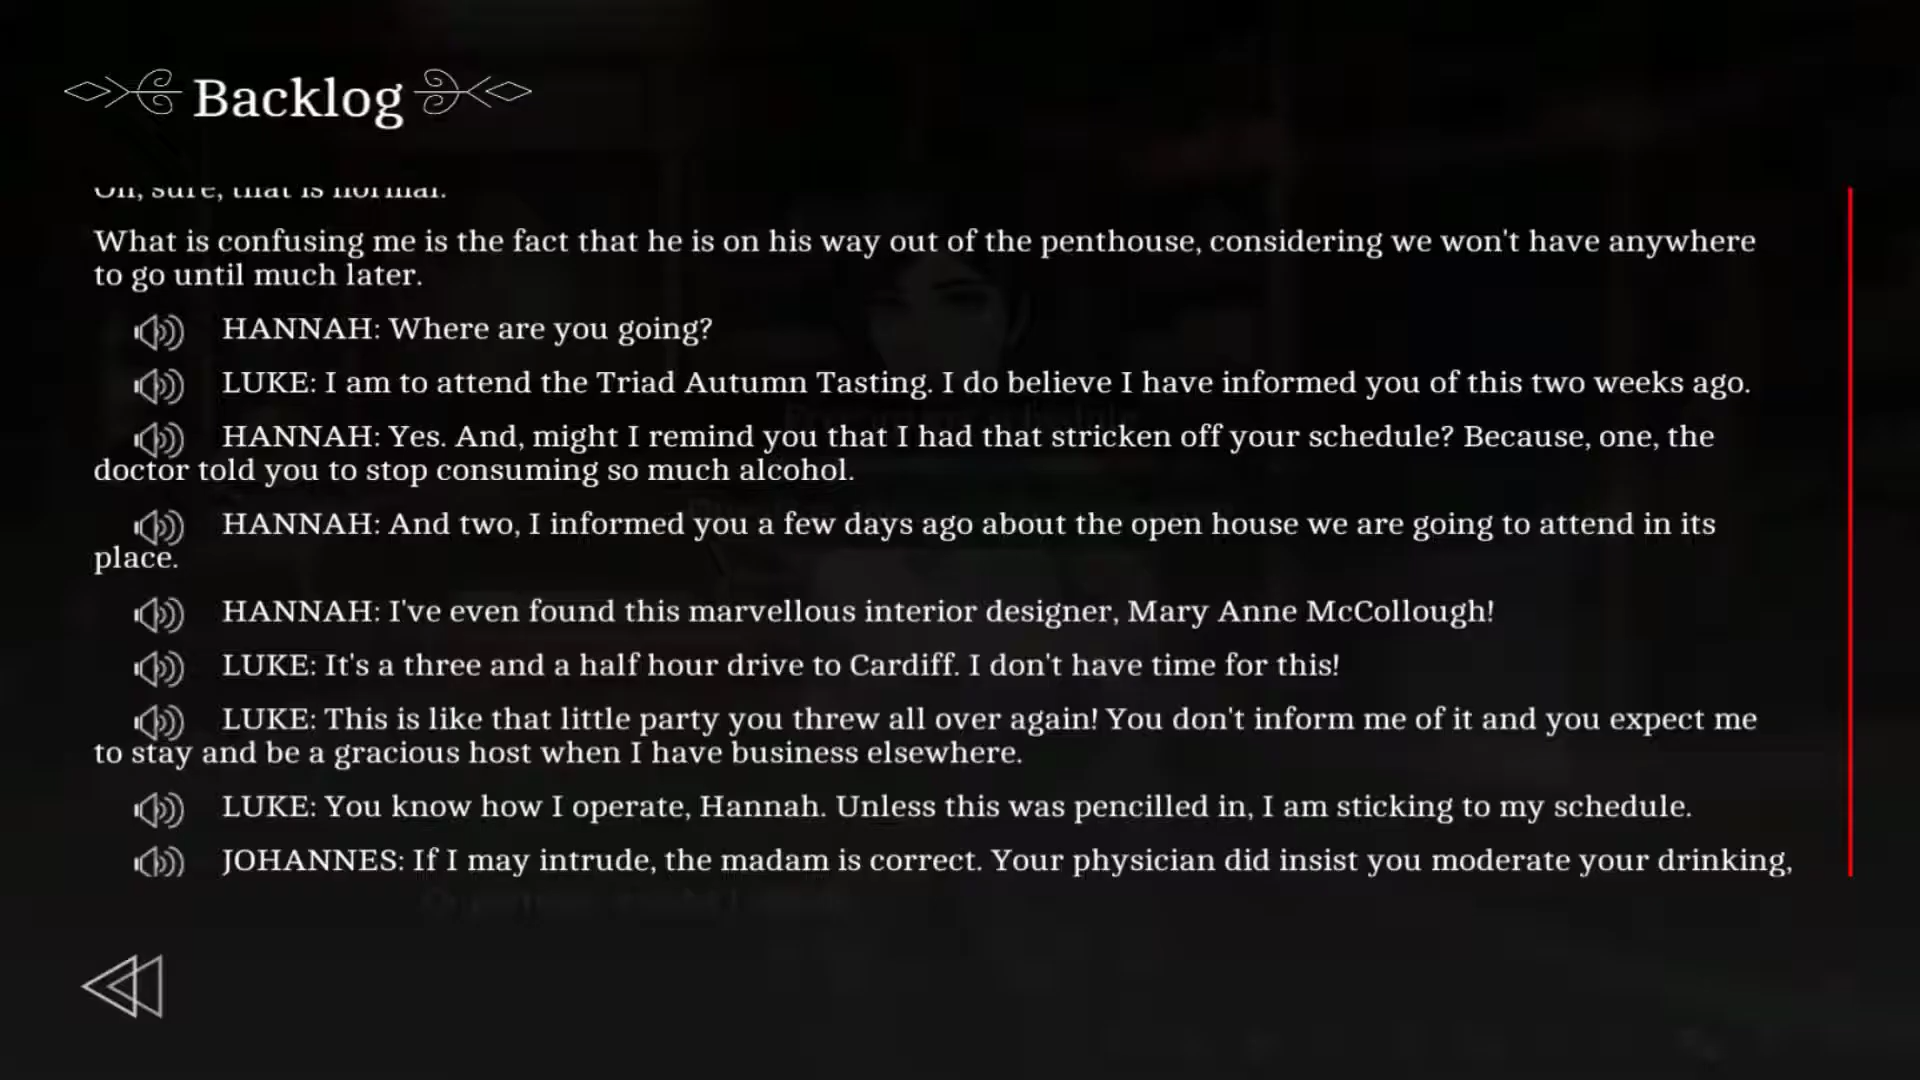 Backlog
Oh, sure, that is normal.
What is confusing me is the fact that he is on his way out of the penthouse, considering we won't have anywhere
to go until much later.
HANNAH: Where are you going?
LUKE: I am to attend the Triad Autumn Tasting. I do believe I have informed you of this two weeks ago.
HANNAH: Yes. And, might I remind you that I had that stricken off your schedule? Because, one, the
doctor told you to stop consuming so much alcohol.
HANNAH: And two, I informed you a few days ago about the open house we are going to attend in its
place.
HANNAH: I've even found this marvellous interior designer, Mary Anne McCollough!
LUKE: It's a three and a half hour drive to Cardiff. I don't have time for this!
LUKE: This is like that little party you threw all over again! You don't inform me of it and you expect me
to stay and be a gracious host when I have business elsewhere.
LUKE: You know how I operate, Hannah. Unless this was pencilled in, I am sticking to my schedule.
JOHANNES: If I may intrude, the madam is correct. Your physician did insist you moderate your drinking,